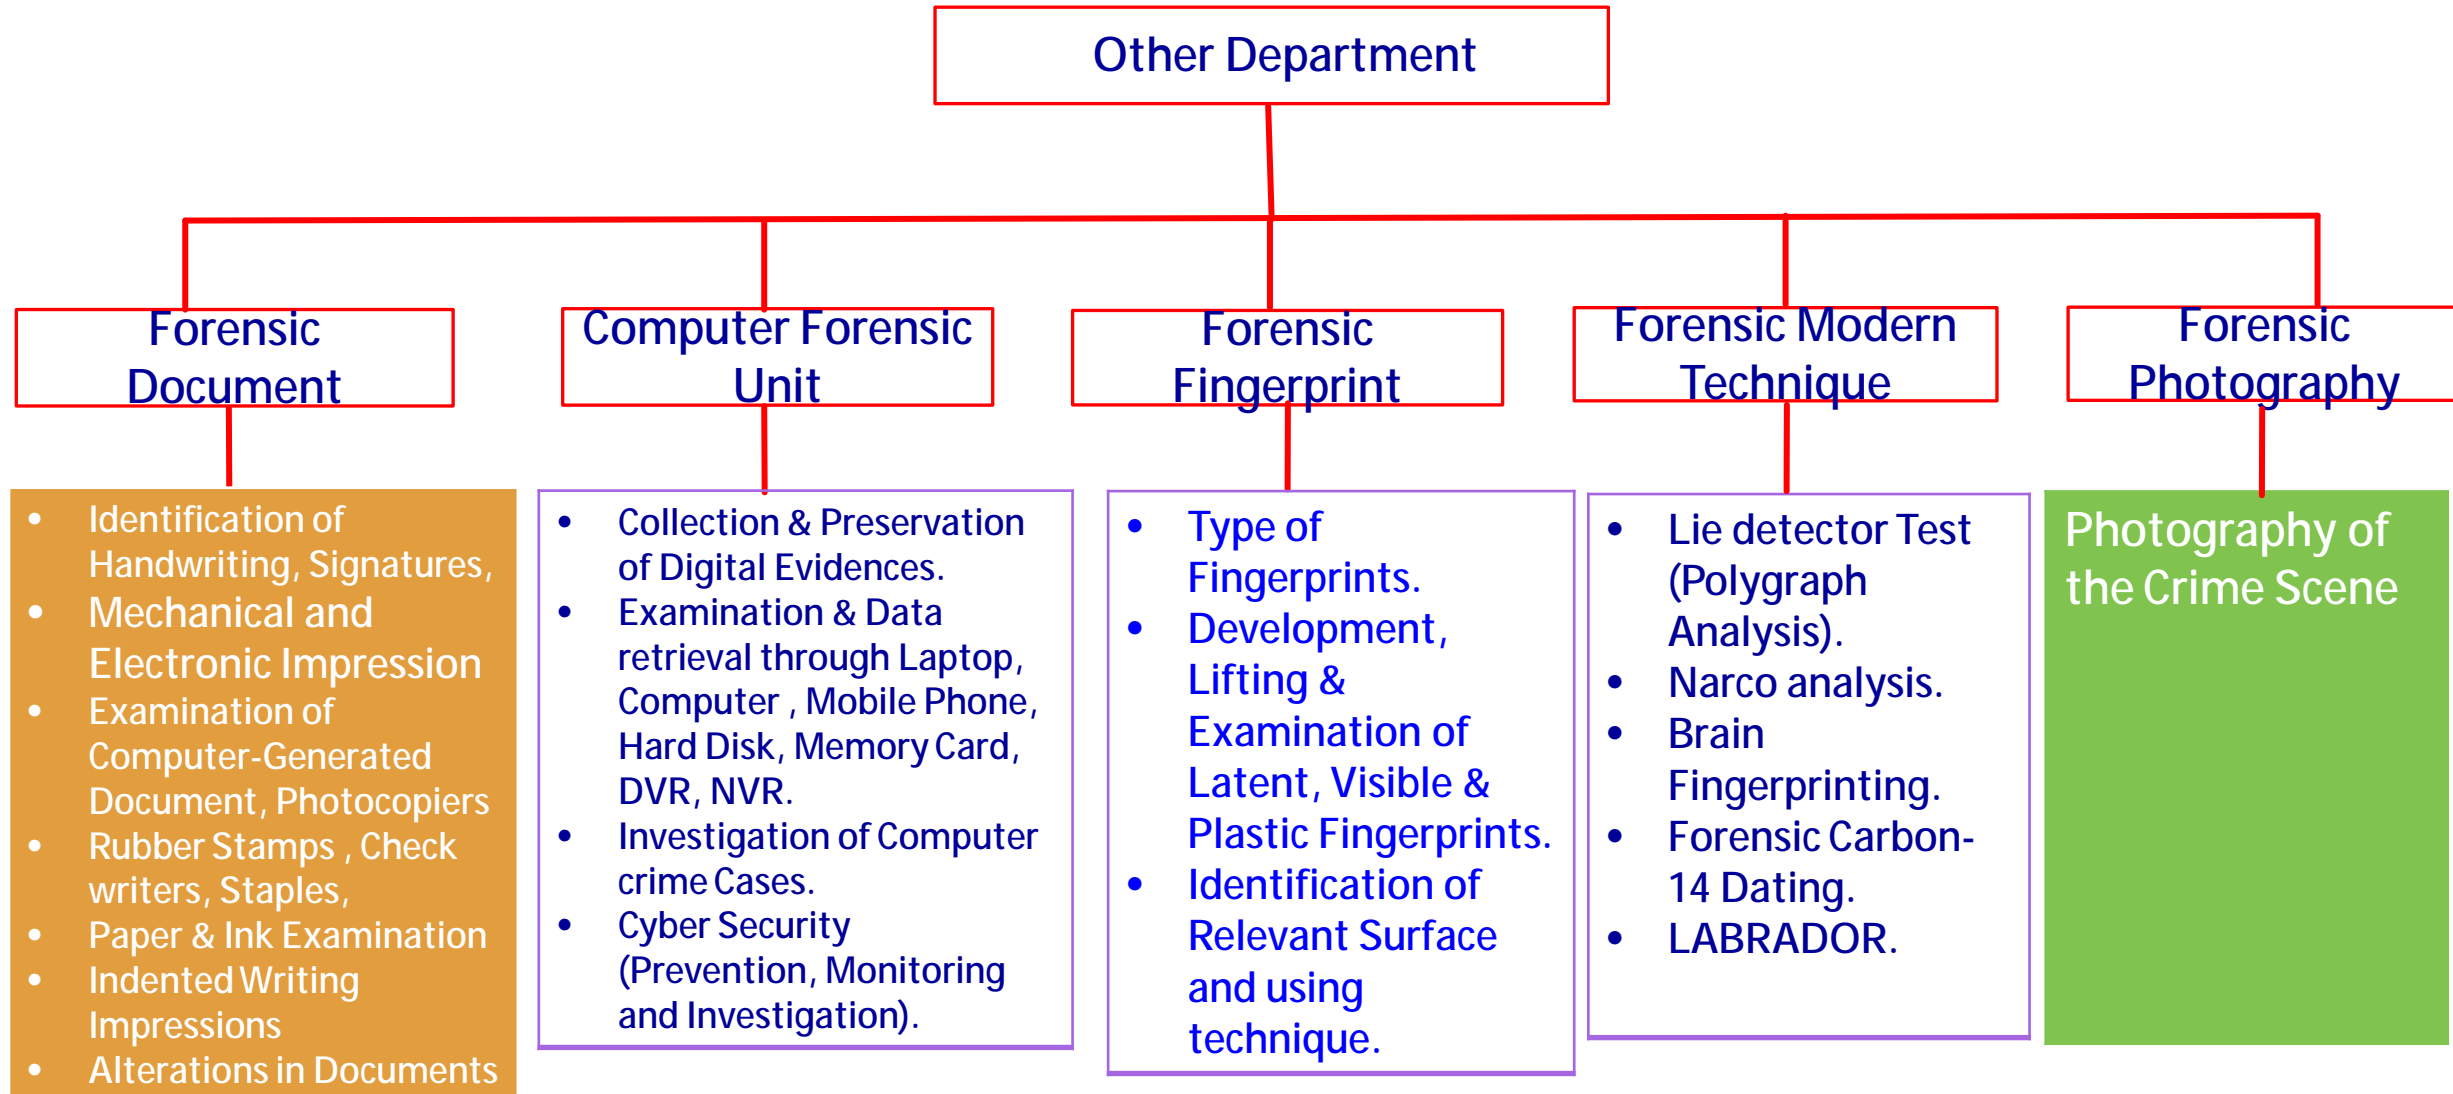 Other Department
Forensic
Document
Computer Forensic
Unit
Forensic
Fingerprint
Forensic Modern
Technique
Forensic
Photography
• Identification of
Handwriting, Signatures,
• Mechanical and
Electronic Impression
• Examination of
Computer-Generated
Document, Photocopiers
• Rubber Stamps , Check
writers, Staples,
• Paper & Ink Examination
• Indented Writing
Impressions
• Alterations in Documents
• Collection & Preservation
of Digital Evidences.
• Examination & Data
retrieval through Laptop,
Computer , Mobile Phone,
Hard Disk, Memory Card,
DVR, NVR.
• Investigation of Computer
crime Cases.
• Cyber Security
(Prevention, Monitoring
and Investigation).
• Type of
Fingerprints.
• Development,
Lifting &
Examination of
Latent, Visible &
Plastic Fingerprints.
• Identification of
Relevant Surface
and using
technique.
• Lie detector Test
(Polygraph
Analysis).
• Narco analysis.
• Brain
Fingerprinting.
• Forensic Carbon-
14 Dating.
• LABRADOR.
Photography of
the Crime Scene